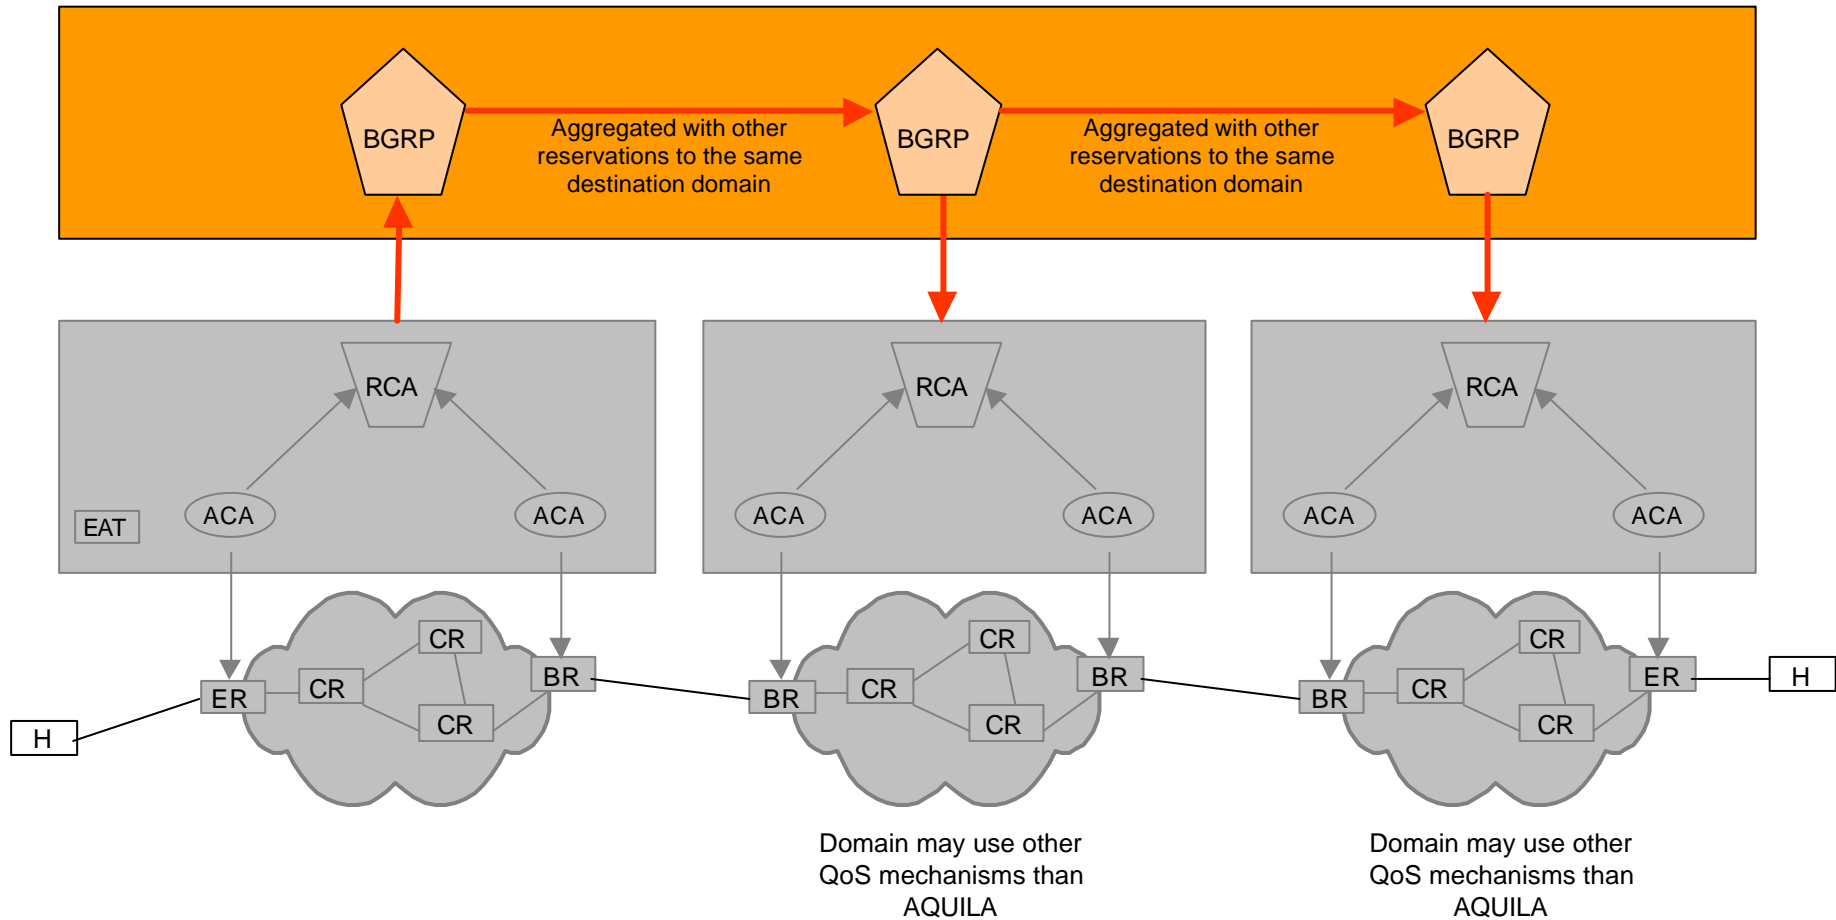 BGRP
Aggregated with other
reservations to the same
destination domain
BGRP
Aggregated with other
reservations to the same
destination domain
BGRP
RCA
RCA
RCA
EAT
ACA
ACA
ACA
ACA
ACA
ACA
CR
CR
CR
ER
CR
BR
BR
CR
BR
BR
CR
ER
H
H
CR
CR
CR
Domain may use other
QoS mechanisms than
AQUILA
Domain may use other
QoS mechanisms than
AQUILA